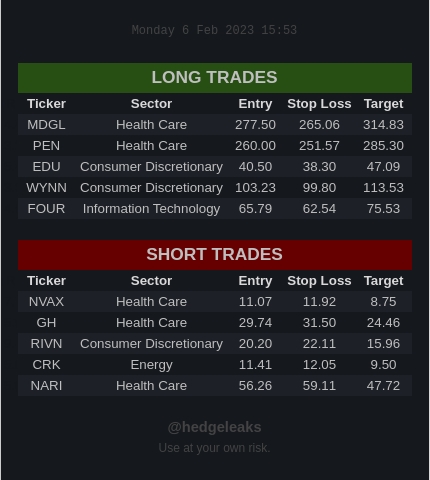 Monday 6 Feb 2023 15:53
LONG TRADES
Ticker Sector Entry Stop Loss Target
MDGL Health Care 277.50 265.06 314.83
PEN Health Care 260.00 251.57 285.30
EDU Consumer Discretionary 40.50 38.30 47.09
WYNN Consumer Discretionary 103.23 99.80 113.53
FOUR Information Technology 65.79 62.54 75.53
SHORT TRADES
Ticker Sector Entry Stop Loss Target
NVAX Health Care 11.07 11.92 8.75
GH Health Care 29.74 31.50 24.46
RIVN Consumer Discretionary 20.20 22.11 15.96
CRK Energy 11.41 12.05 9.50
NARI Health Care 56.26 59.11 47.72
@hedgeleaks
Use at your own risk.